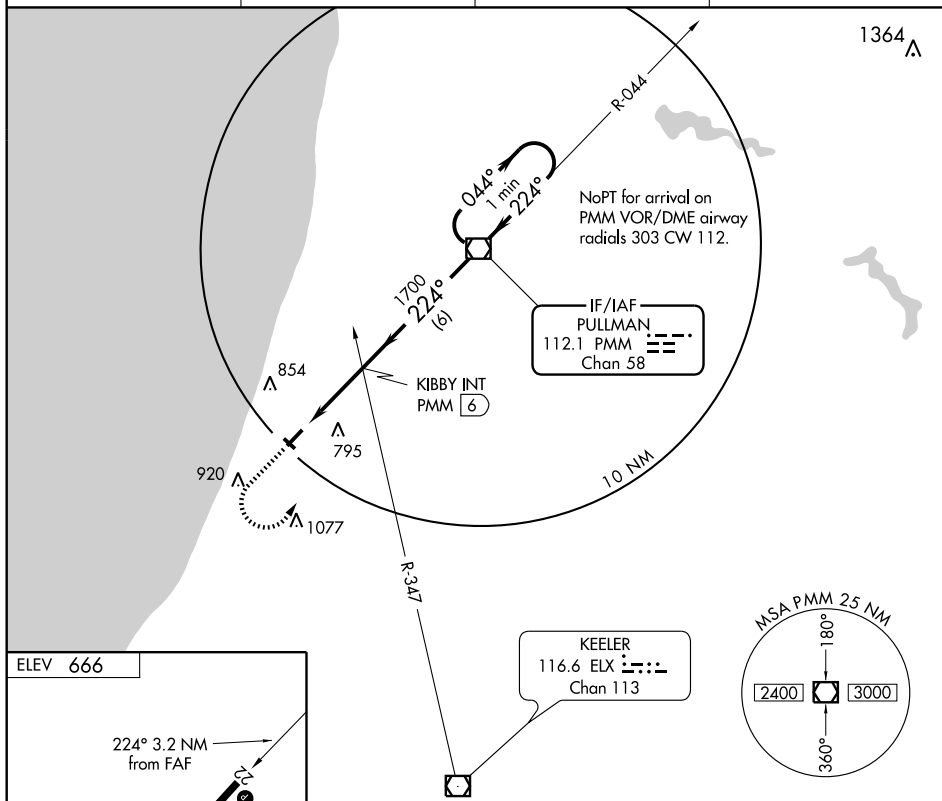 1364
R-044
044°
1 min
224°
NoPT for arrival on
PMM VOR/DME airway
radials 303 CW 112.
1700
224°
(6)
IF/IAF
PULLMAN
112.1 PMM
Chan 58
854
KIBBY INT
PMM 6
795
920
1077
10 NM
R-347
MSA PMM 25 NM
180°
2400
3000
360°
KEELER
116.6 ELX
Chan 113
ELEV 666
224° 3.2 NM
from FAF
22
P